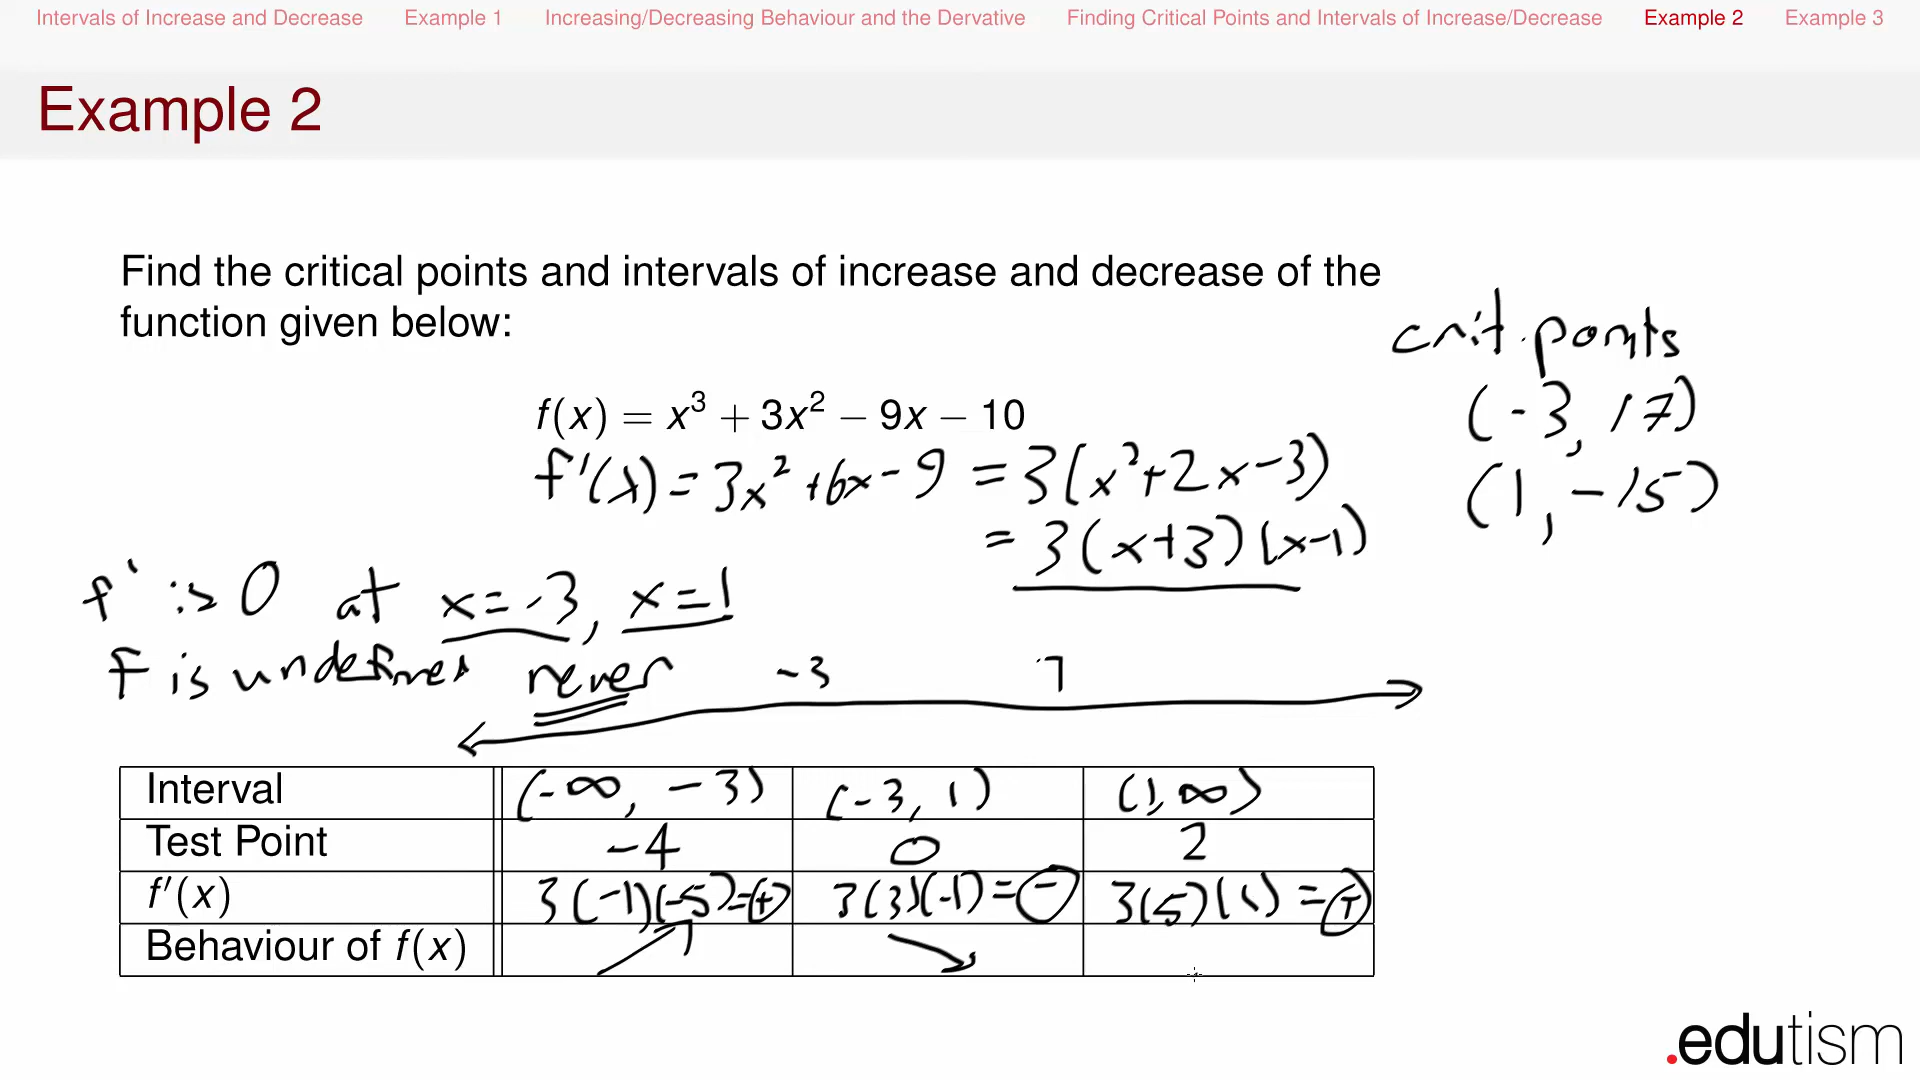 Intervals of Increase and Decrease Example 1 Increasing/Decreasing Behaviour and the Dervative Finding Critical Points and Intervals of Increase/Decrease Example 2 Example 3
Example 2
Find the critical points and intervals of increase and decrease of the
function given below:
crit. points
(-3, 17)
(1, -15)
f(x) = x³ + 3x² − 9x − 10
f'(x) = 3x² + 6x - 9 = 3(x² + 2x - 3)
= 3(x+3)(x-1)
f' is 0 at x = -3, x = 1
F is undefined never
-3 1
Interval (-∞, -3) (-3, 1) (1, ∞)
Test Point -4 0 2
f′(x) 3(-1)(-5) = + 3(3)(-1) = - 3(5)(1) = +
Behaviour of f(x)
.edutism